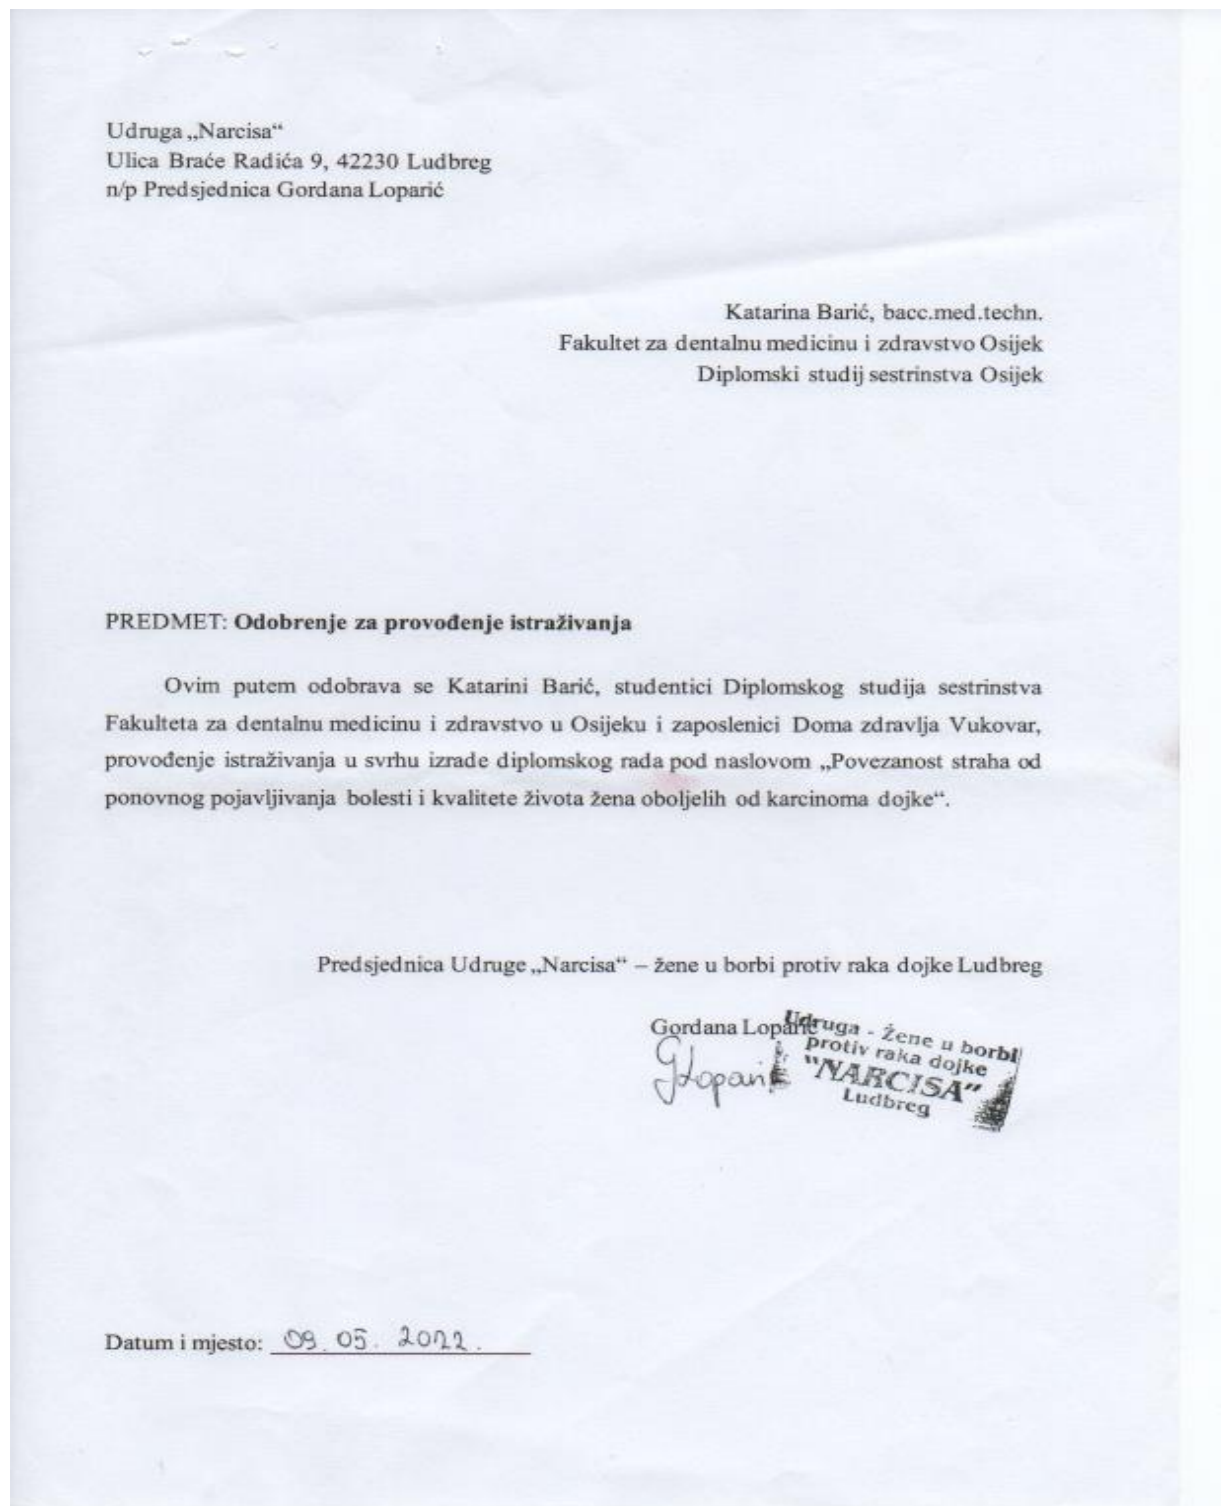 Udruga „Narcisa“
Ulica Braće Radića 9, 42230 Ludbreg
n/p Predsjednica Gordana Loparić
Katarina Barić, bacc.med.techn.
Fakultet za dentalnu medicinu i zdravstvo Osijek
Diplomski studij sestrinstva Osijek
PREDMET: Odobrenje za provođenje istraživanja
Ovim putem odobrava se Katarini Barić, studentici Diplomskog studija sestrinstva
Fakulteta za dentalnu medicinu i zdravstvo u Osijeku i zaposlenici Doma zdravlja Vukovar,
provođenje istraživanja u svrhu izrade diplomskog rada pod naslovom „Povezanost straha od
ponovnog pojavljivanja bolesti i kvalitete života žena oboljelih od karcinoma dojke“.
Predsjednica Udruge „Narcisa“ – žene u borbi protiv raka dojke Ludbreg
Gordana Loparić
GLoparić
Udruga - Žene u borbi
protiv raka dojke
"NARCISA"
Ludbreg
Datum i mjesto: 09.05.2022.